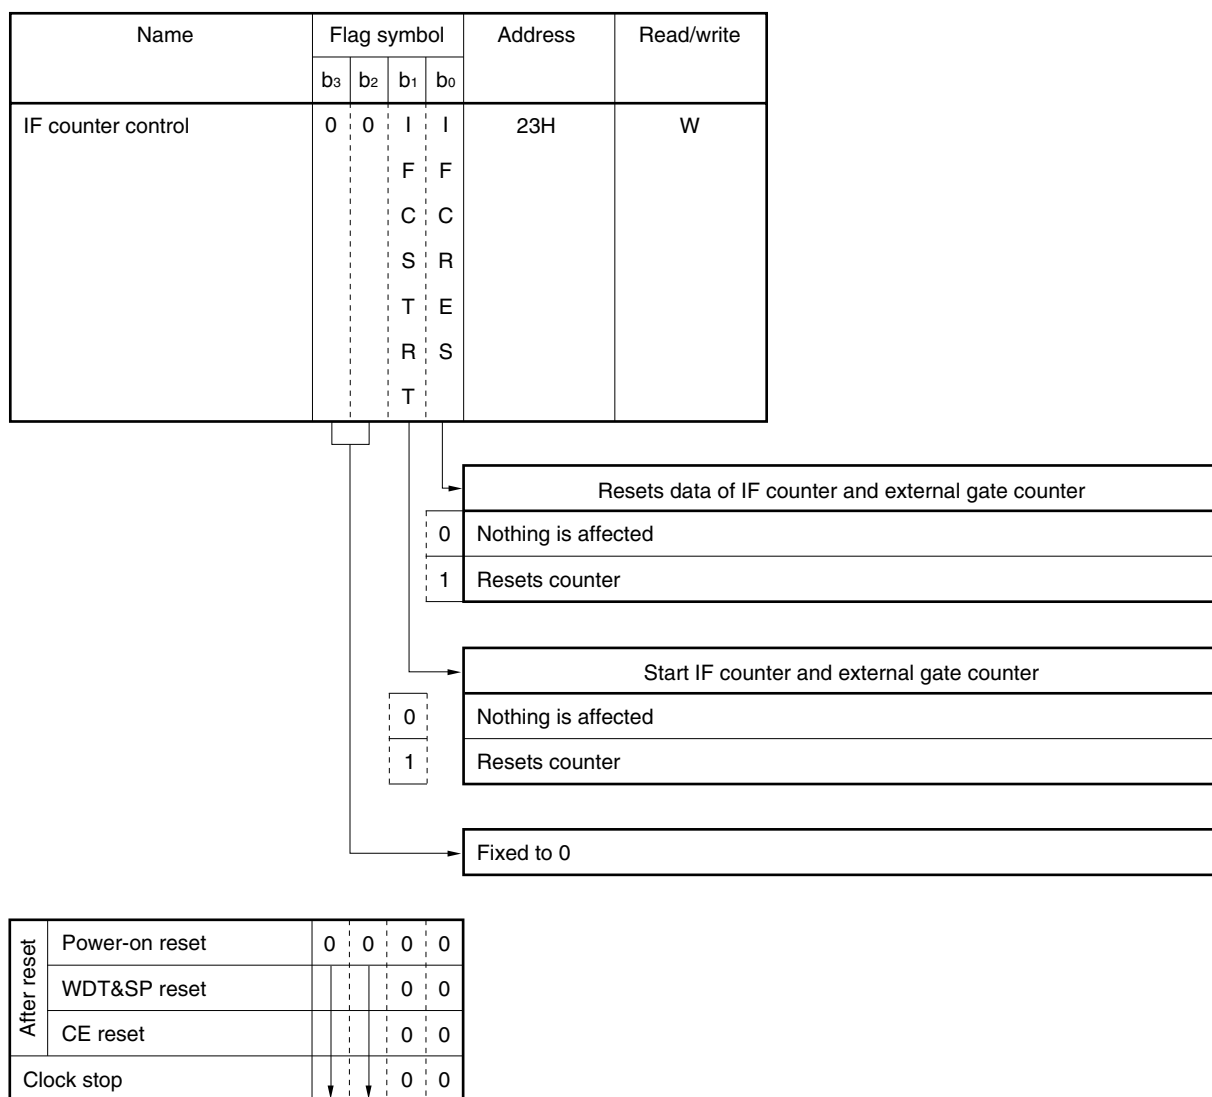 Name Flag symbol Address Read/write
b3 b2 b1 b0
IF counter control 0 0 I I 23H W
F F
C C
S R
T E
R S
T
Resets data of IF counter and external gate counter
0 Nothing is affected
1 Resets counter
Start IF counter and external gate counter
0 Nothing is affected
1 Resets counter
Fixed to 0
After reset
Power-on reset 0 0 0 0
WDT&SP reset 0 0
CE reset 0 0
Clock stop 0 0